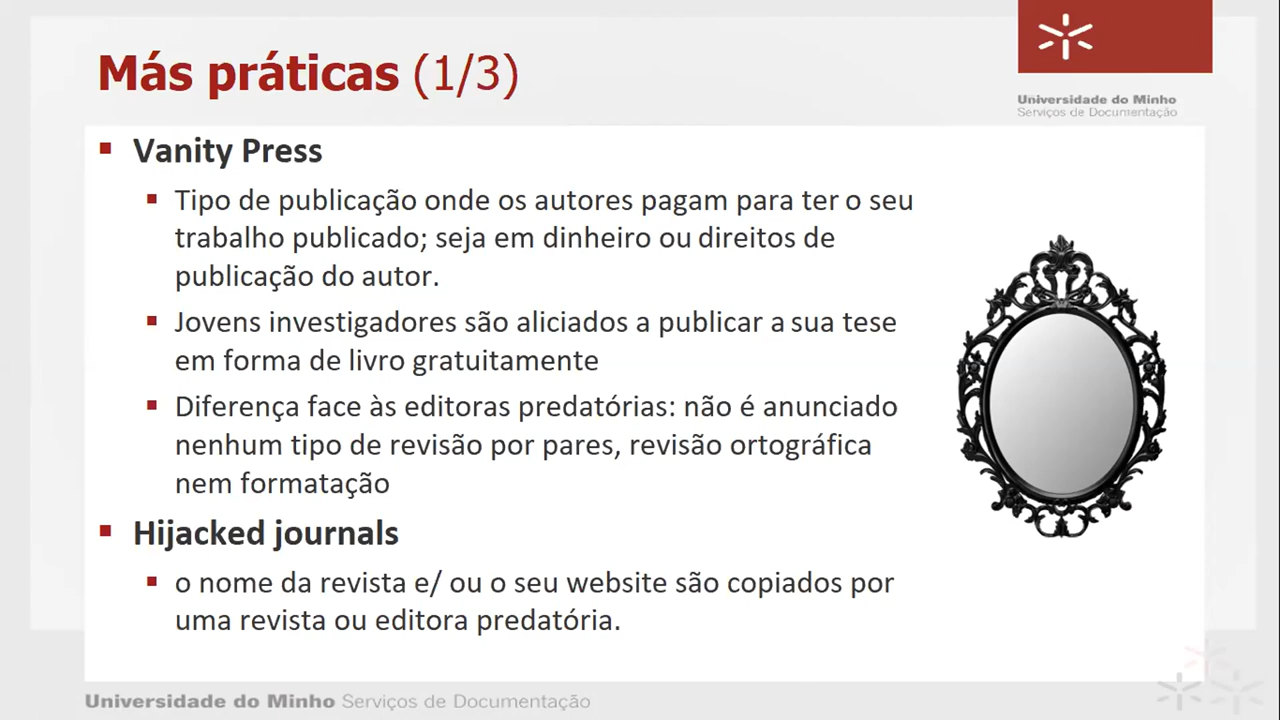 Más práticas (1/3)
Universidade do Minho
Serviços de Documentação
Vanity Press
Tipo de publicação onde os autores pagam para ter o seu
trabalho publicado; seja em dinheiro ou direitos de
publicação do autor.
Jovens investigadores são aliciados a publicar a sua tese
em forma de livro gratuitamente
Diferença face às editoras predatórias: não é anunciado
nenhum tipo de revisão por pares, revisão ortográfica
nem formatação
Hijacked journals
o nome da revista e/ ou o seu website são copiados por
uma revista ou editora predatória.
Universidade do Minho Serviços de Documentação